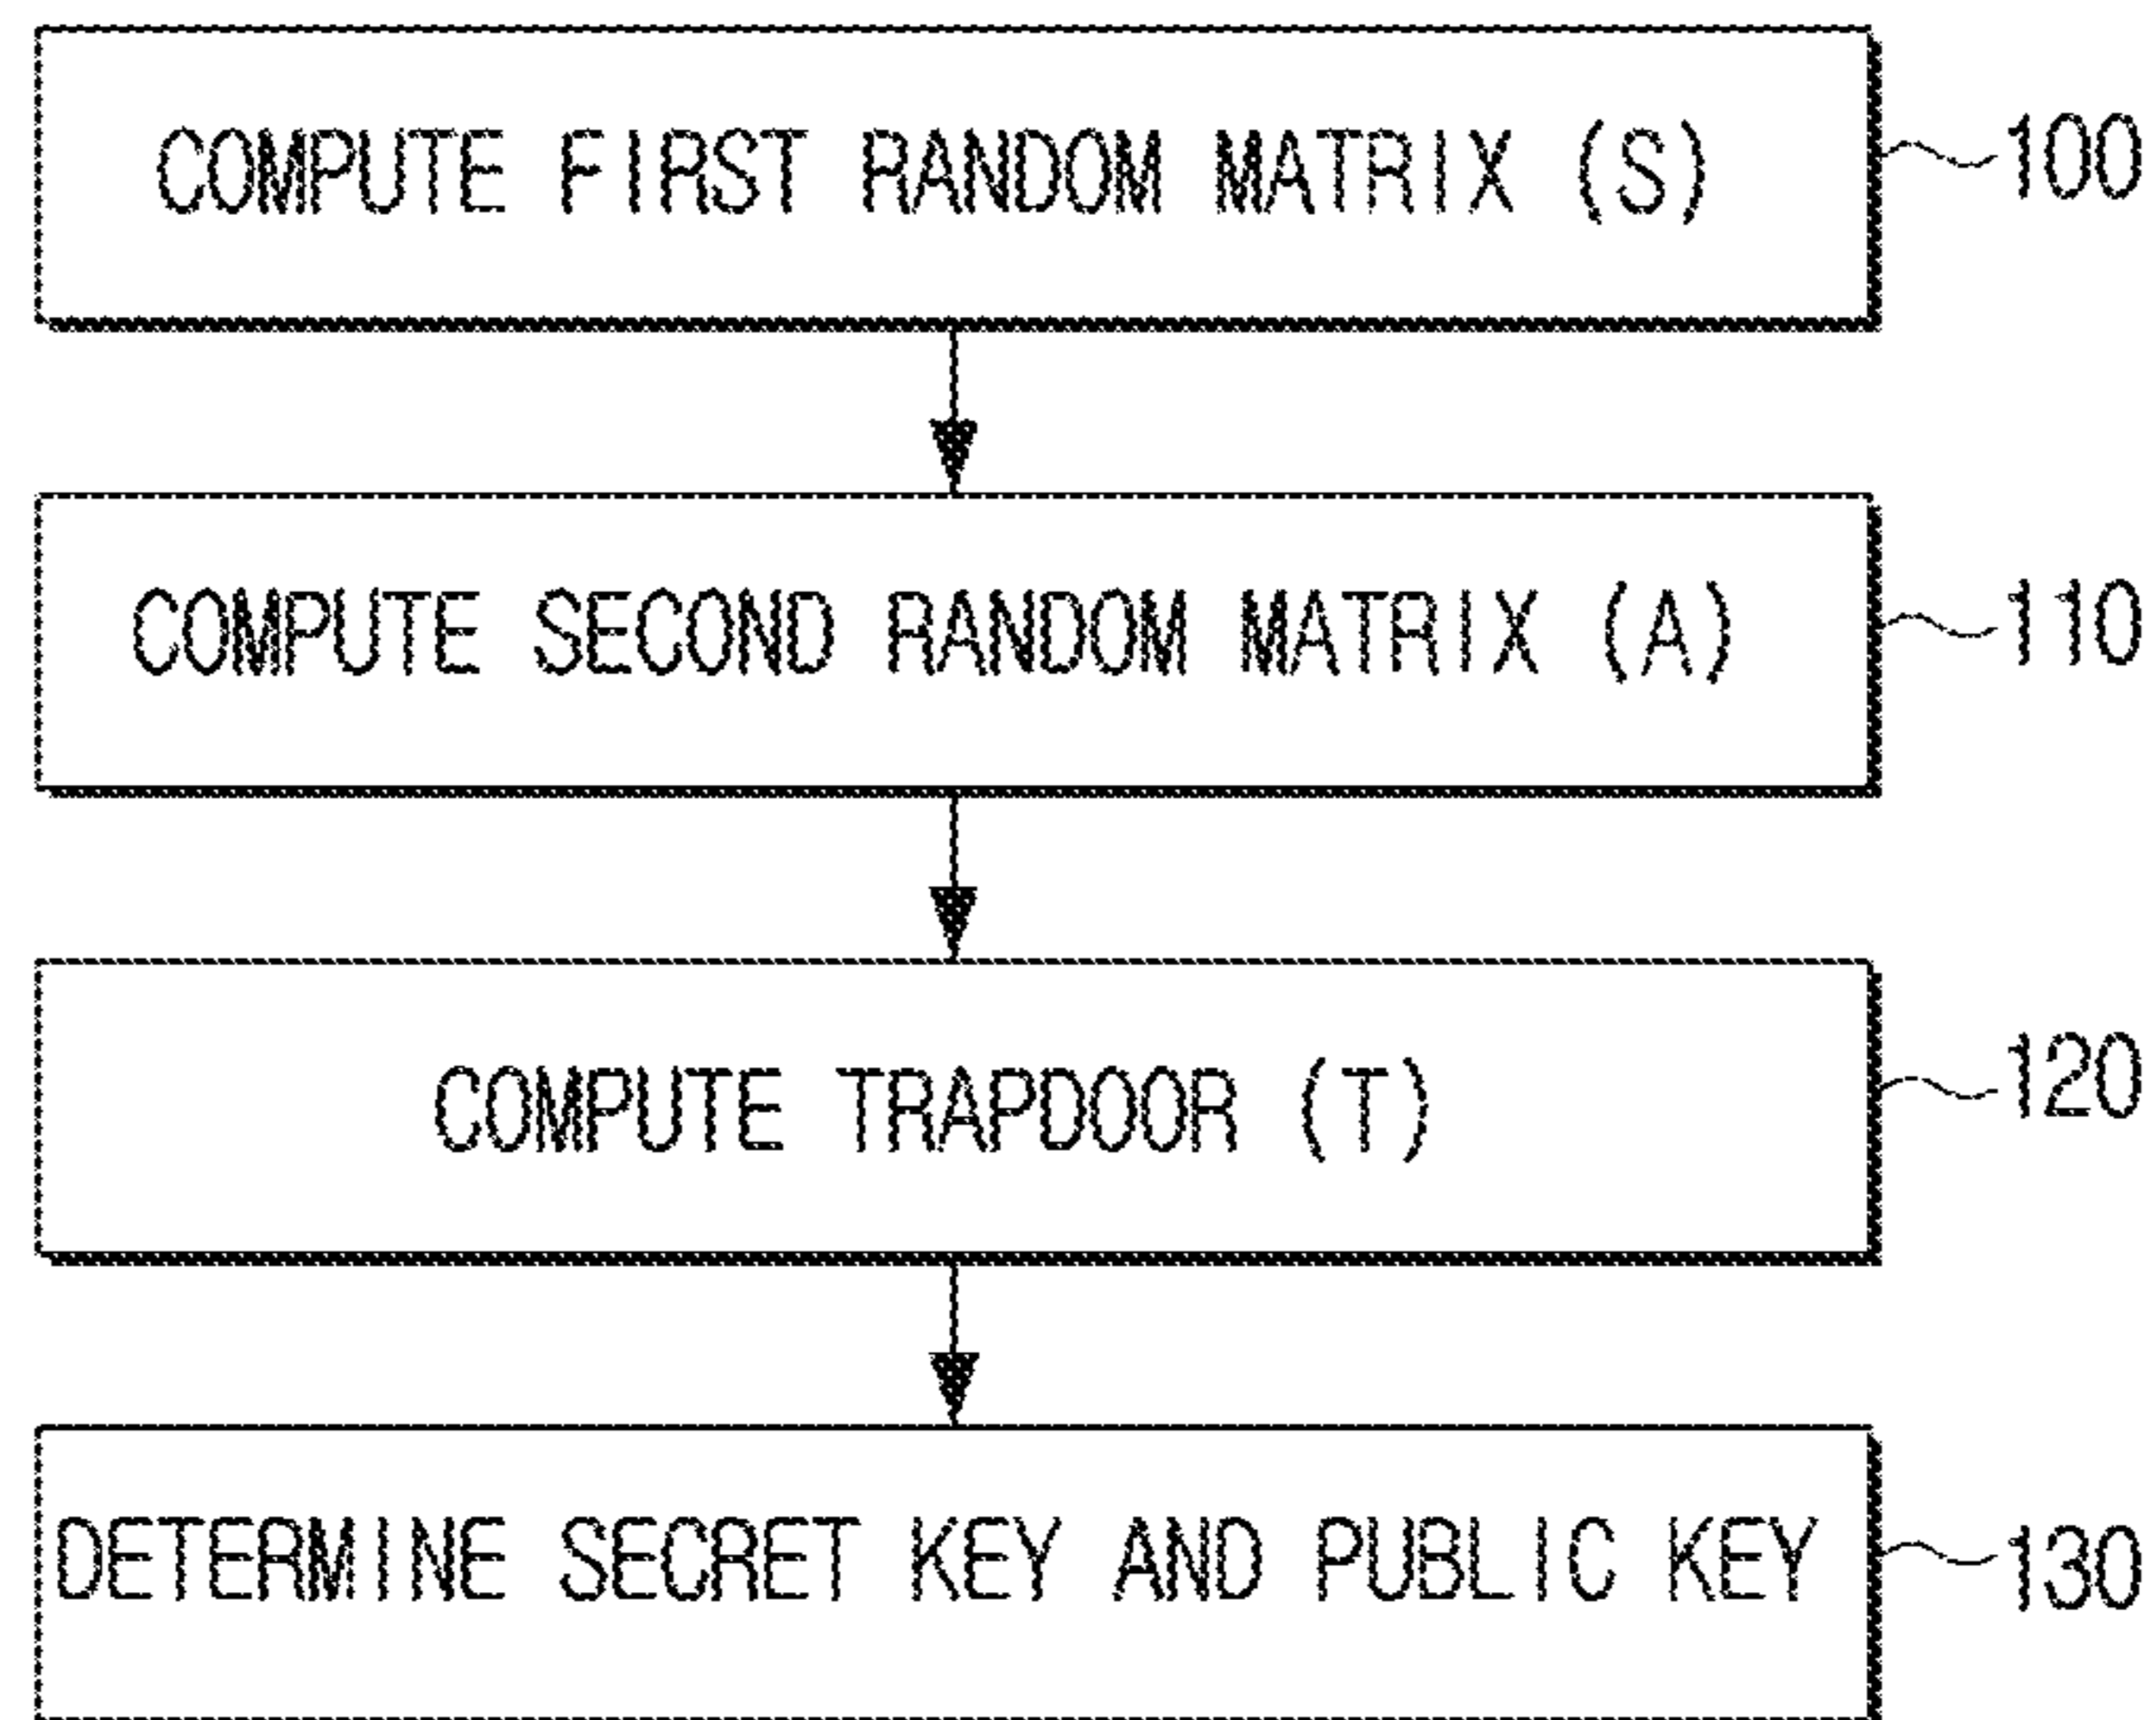 COMPUTE FIRST RANDOM MATRIX (S)
100
COMPUTE SECOND RANDOM MATRIX (A)
110
COMPUTE TRAPDOOR (T)
120
DETERMINE SECRET KEY AND PUBLIC KEY
130